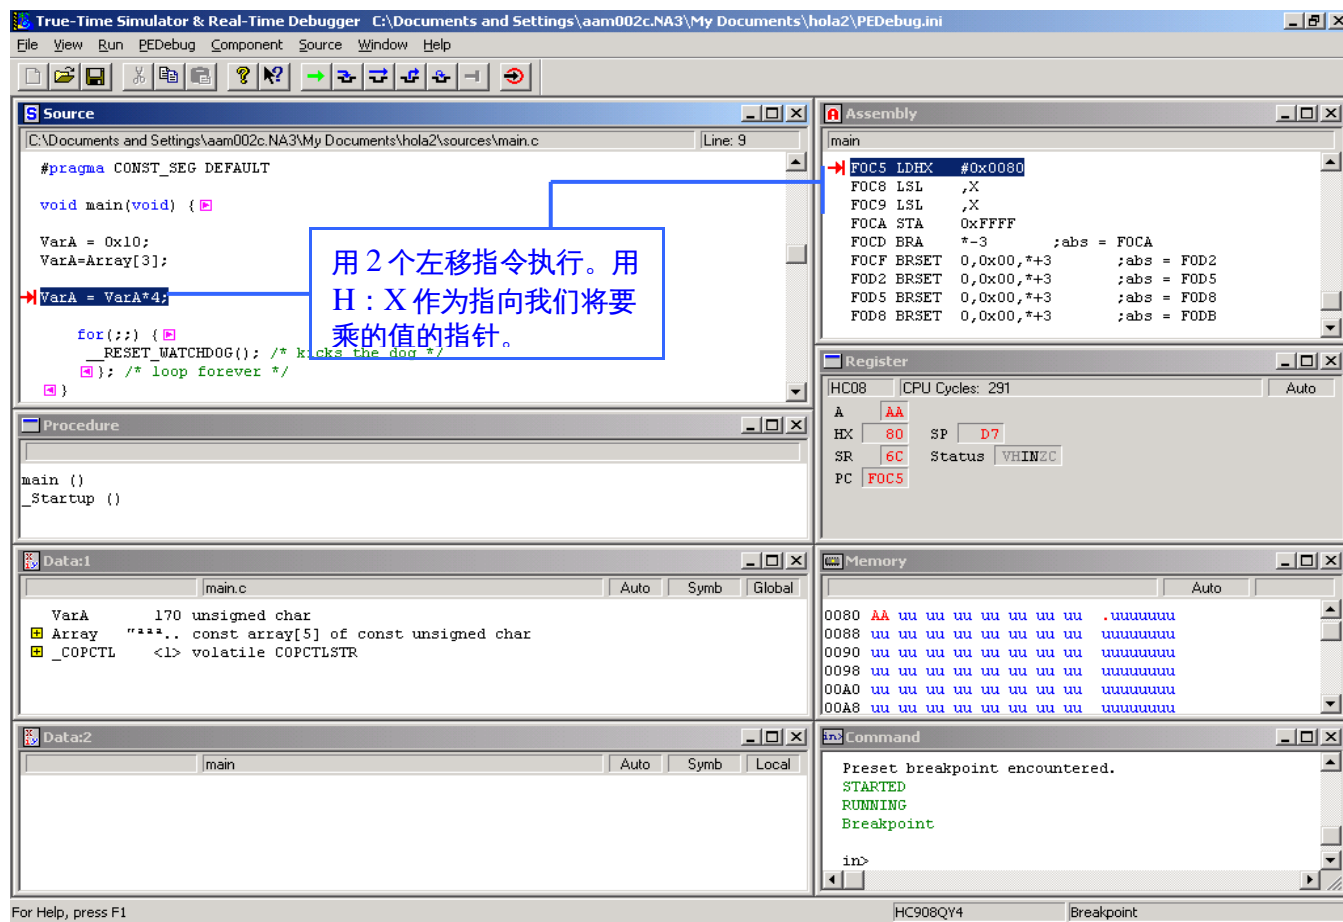 True-Time Simulator & Real-Time Debugger C:\Documents and Settings\aam002c.NA3\My Documents\hola2\PEDebug.ini
File View Run PEDebug Component Source Window Help
Source
C:\Documents and Settings\aam002c.NA3\My Documents\hola2\sources\main.c Line: 9
#pragma CONST_SEG DEFAULT
void main(void) {
VarA = 0x10;
VarA=Array[3];
VarA = VarA*4;
for(;;) {
__RESET_WATCHDOG(); /* kicks the dog */
}; /* loop forever */
}
用 2 个左移指令执行。用
H:X 作为指向我们将要
乘的值的指针。
Assembly
main
F0C5 LDHX #0x0080
F0C8 LSL ,X
F0C9 LSL ,X
F0CA STA 0xFFFF
F0CD BRA *-3 ;abs = F0CA
F0CF BRSET 0,0x00,*+3 ;abs = F0D2
F0D2 BRSET 0,0x00,*+3 ;abs = F0D5
F0D5 BRSET 0,0x00,*+3 ;abs = F0D8
F0D8 BRSET 0,0x00,*+3 ;abs = F0DB
Register
HC08 CPU Cycles: 291 Auto
A AA
HX 80 SP D7
SR 6C Status VHINZC
PC F0C5
Procedure
main ()
_Startup ()
Data:1
main.c Auto Symb Global
VarA 170 unsigned char
Array "ªªª.. const array[5] of const unsigned char
_COPCTL <1> volatile COPCTLSTR
Memory
Auto
0080 AA uu uu uu uu uu uu uu .uuuuuuu
0088 uu uu uu uu uu uu uu uu uuuuuuuu
0090 uu uu uu uu uu uu uu uu uuuuuuuu
0098 uu uu uu uu uu uu uu uu uuuuuuuu
00A0 uu uu uu uu uu uu uu uu uuuuuuuu
00A8 uu uu uu uu uu uu uu uu uuuuuuuu
Data:2
main Auto Symb Local
Command
Preset breakpoint encountered.
STARTED
RUNNING
Breakpoint
in>
For Help, press F1 HC908QY4 Breakpoint